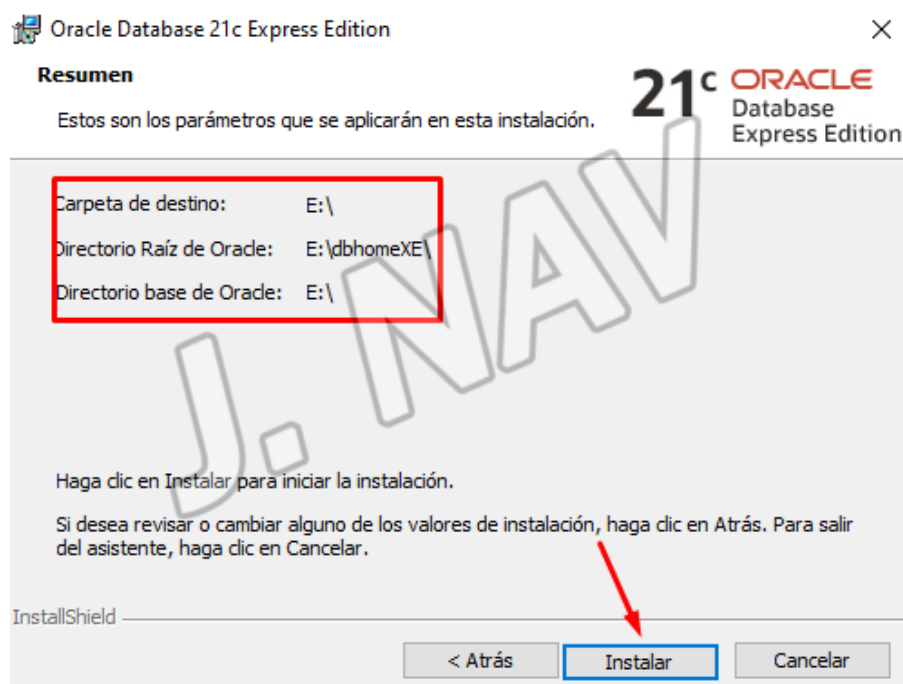 Oracle Database 21c Express Edition
Resumen
Estos son los parámetros que se aplicarán en esta instalación.
21c ORACLE
Database
Express Edition
Carpeta de destino: E:\
Directorio Raíz de Oracle: E:\dbhomeXE\
Directorio base de Oracle: E:\
J. NAV
Haga clic en Instalar para iniciar la instalación.
Si desea revisar o cambiar alguno de los valores de instalación, haga clic en Atrás. Para salir
del asistente, haga clic en Cancelar.
InstallShield
< Atrás Instalar Cancelar